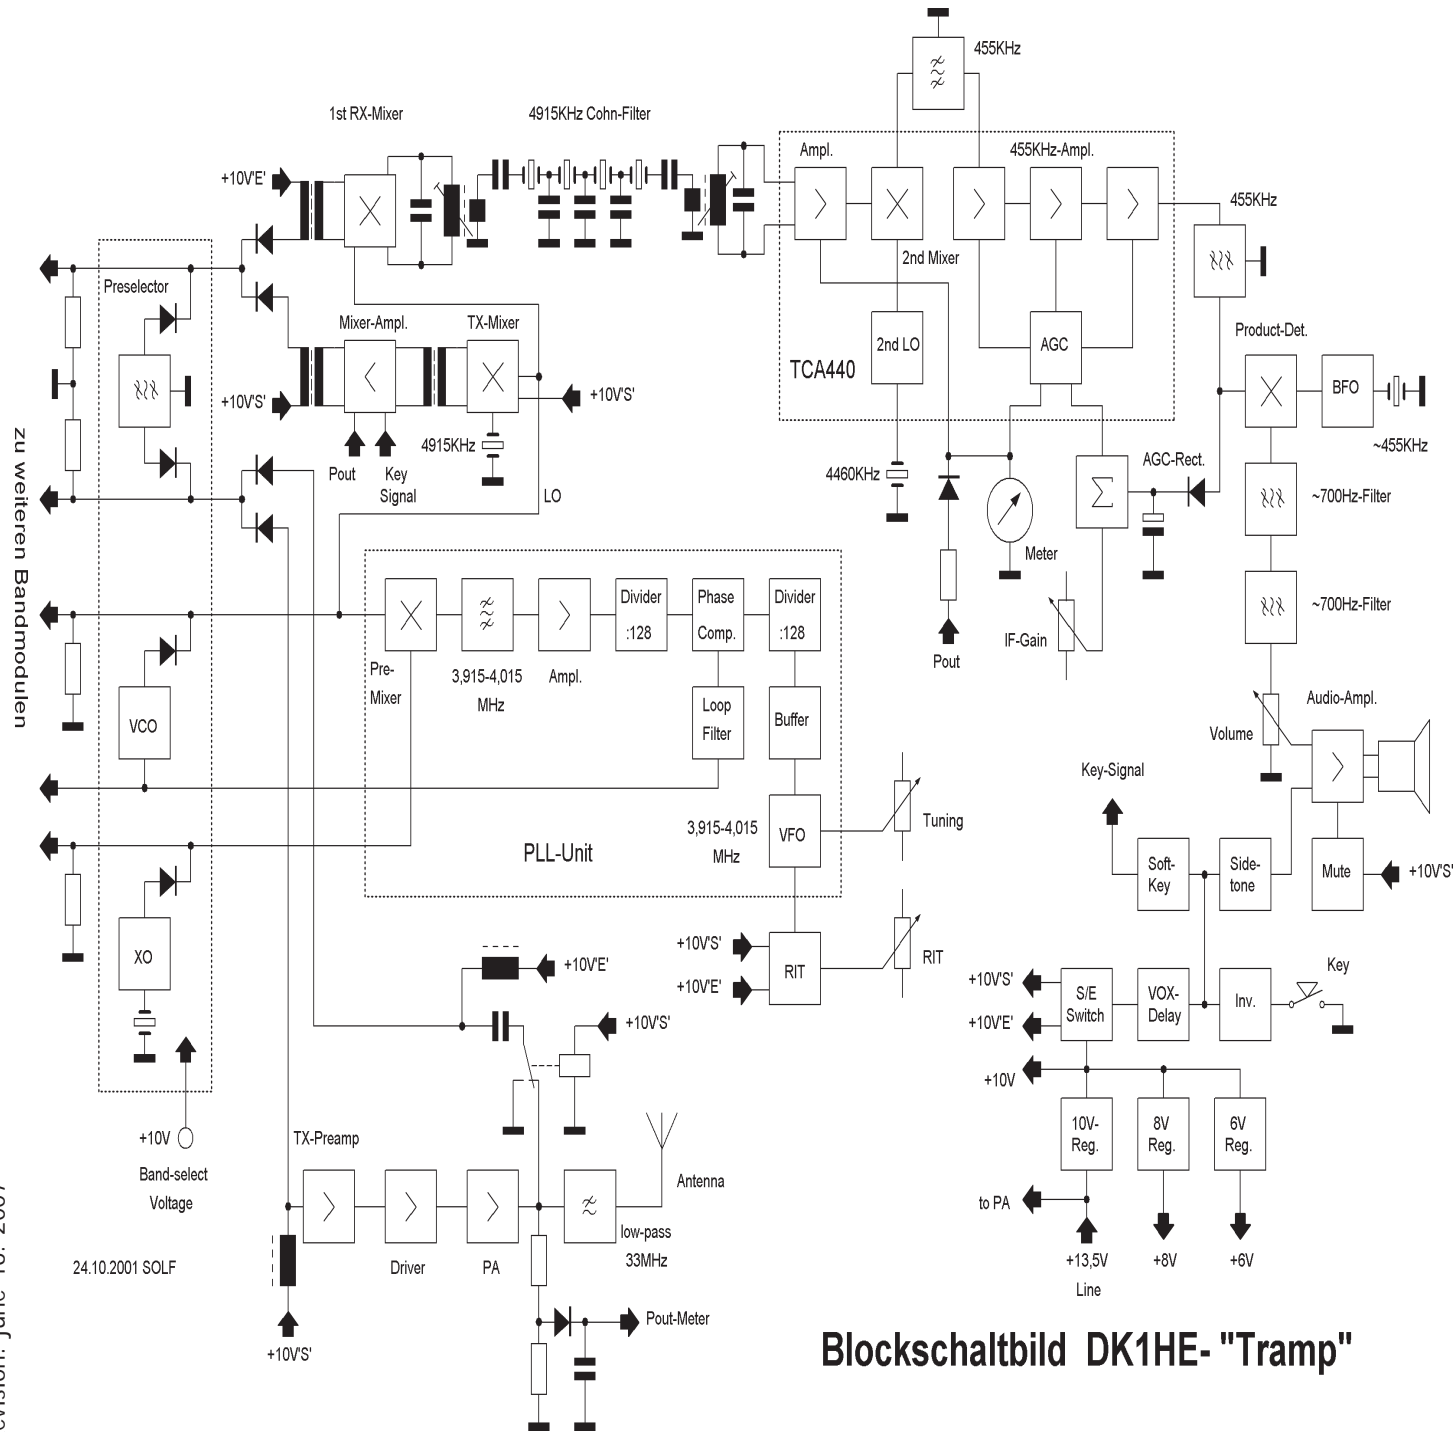 455KHz
1st RX-Mixer
4915KHz Cohn-Filter
Ampl.
455KHz-Ampl.
+10V'E'
455KHz
2nd Mixer
Preselector
Mixer-Ampl.
TX-Mixer
2nd LO
AGC
Product-Det.
TCA440
+10V'S'
+10V'S'
BFO
4915KHz
~455KHz
Pout
Key
Signal
4460KHz
AGC-Rect.
LO
~700Hz-Filter
zu weiteren Bandmodulen
Meter
Divider
:128
Phase
Comp.
Divider
:128
~700Hz-Filter
IF-Gain
Pout
Pre-
Mixer
3,915-4,015
MHz
Ampl.
Loop
Filter
Buffer
Audio-Ampl.
VCO
Volume
Key-Signal
Tuning
3,915-4,015
MHz
VFO
PLL-Unit
Soft-
Key
Side-
tone
Mute
+10V'S'
XO
+10V'S'
+10V'E'
RIT
RIT
+10V'E'
+10V'S'
Key
+10V'S'
+10V'E'
S/E
Switch
VOX-
Delay
Inv.
+10V
10V-
Reg.
8V
Reg.
6V
Reg.
+10V
Band-select
Voltage
TX-Preamp
Antenna
to PA
low-pass
33MHz
24.10.2001 SOLF
Driver
PA
+13,5V
Line
+8V
+6V
+10V'S'
Pout-Meter
Blockschaltbild DK1HE- "Tramp"